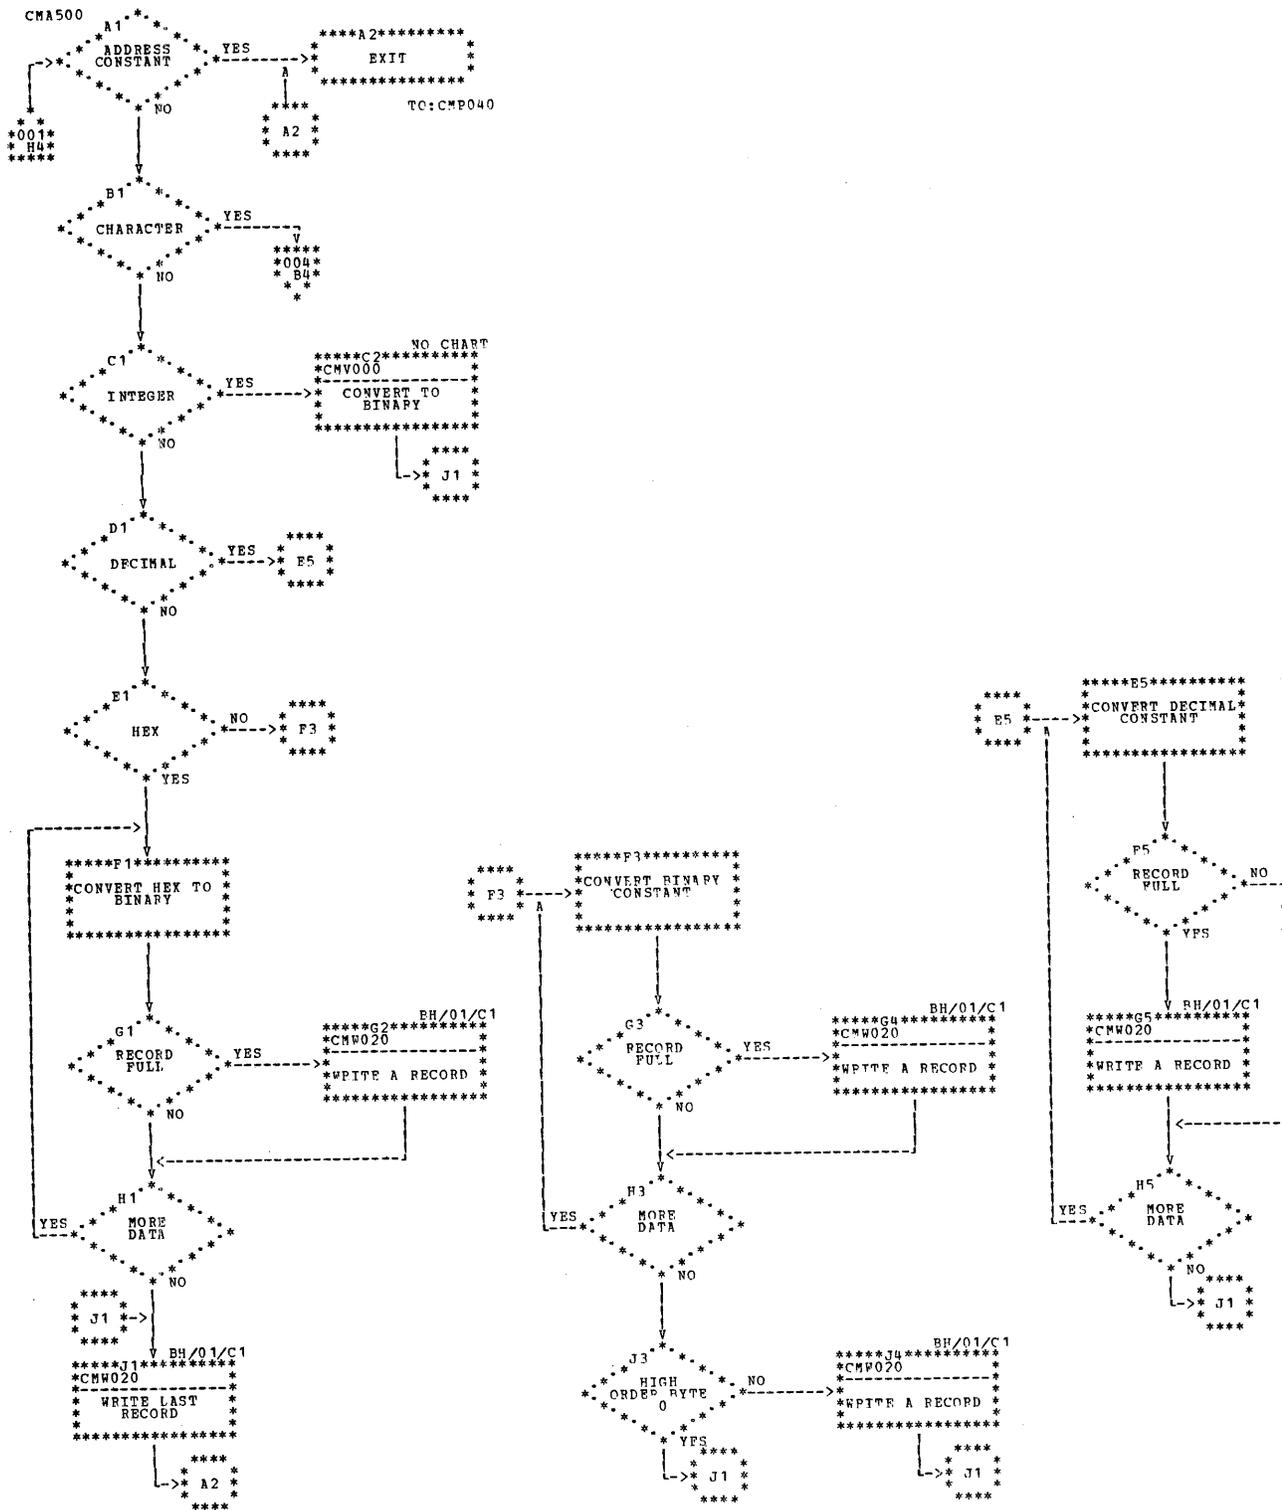 CMA500
A1
ADDRESS
CONSTANT
YES
A2
EXIT
TO:CMP040
A
A2
NO
001
H4
B1
CHARACTER
YES
004
B4
NO
C1
INTEGER
YES
NO CHART
C2
CMV000
CONVERT TO
BINARY
J1
NO
D1
DECIMAL
YES
E5
NO
E1
HEX
NO
F3
YES
E5
E5
CONVERT DECIMAL
CONSTANT
A
F1
CONVERT HEX TO
BINARY
F3
F3
CONVERT BINARY
CONSTANT
A
F5
RECORD
FULL
NO
YES
G1
RECORD
FULL
YES
BH/01/C1
G2
CMW020
WRITE A RECORD
NO
G3
RECORD
FULL
YES
BH/01/C1
G4
CMW020
WRITE A RECORD
NO
BH/01/C1
G5
CMW020
WRITE A RECORD
H1
MORE
DATA
YES
NO
H3
MORE
DATA
YES
NO
H5
MORE
DATA
YES
NO
J1
J1
BH/01/C1
J1
CMW020
WRITE LAST
RECORD
A2
J3
HIGH
ORDER BYTE
0
NO
YES
J1
BH/01/C1
J4
CMW020
WRITE A RECORD
J1